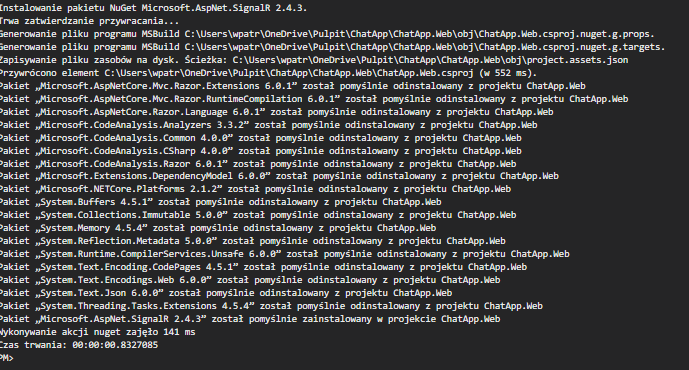 Instalowanie pakietu NuGet Microsoft.AspNet.SignalR 2.4.3.
Trwa zatwierdzanie przywracania...
Generowanie pliku programu MSBuild C:\Users\wpatr\OneDrive\Pulpit\ChatApp\ChatApp.Web\obj\ChatApp.Web.csproj.nuget.g.props.
Generowanie pliku programu MSBuild C:\Users\wpatr\OneDrive\Pulpit\ChatApp\ChatApp.Web\obj\ChatApp.Web.csproj.nuget.g.targets.
Zapisywanie pliku zasobów na dysk. Ścieżka: C:\Users\wpatr\OneDrive\Pulpit\ChatApp\ChatApp.Web\obj\project.assets.json
Przywrócono element C:\Users\wpatr\OneDrive\Pulpit\ChatApp\ChatApp.Web\ChatApp.Web.csproj (w 552 ms).
Pakiet „Microsoft.AspNetCore.Mvc.Razor.Extensions 6.0.1” został pomyślnie odinstalowany z projektu ChatApp.Web
Pakiet „Microsoft.AspNetCore.Mvc.Razor.RuntimeCompilation 6.0.1” został pomyślnie odinstalowany z projektu ChatApp.Web
Pakiet „Microsoft.AspNetCore.Razor.Language 6.0.1” został pomyślnie odinstalowany z projektu ChatApp.Web
Pakiet „Microsoft.CodeAnalysis.Analyzers 3.3.2” został pomyślnie odinstalowany z projektu ChatApp.Web
Pakiet „Microsoft.CodeAnalysis.Common 4.0.0” został pomyślnie odinstalowany z projektu ChatApp.Web
Pakiet „Microsoft.CodeAnalysis.CSharp 4.0.0” został pomyślnie odinstalowany z projektu ChatApp.Web
Pakiet „Microsoft.CodeAnalysis.Razor 6.0.1” został pomyślnie odinstalowany z projektu ChatApp.Web
Pakiet „Microsoft.Extensions.DependencyModel 6.0.0” został pomyślnie odinstalowany z projektu ChatApp.Web
Pakiet „Microsoft.NETCore.Platforms 2.1.2” został pomyślnie odinstalowany z projektu ChatApp.Web
Pakiet „System.Buffers 4.5.1” został pomyślnie odinstalowany z projektu ChatApp.Web
Pakiet „System.Collections.Immutable 5.0.0” został pomyślnie odinstalowany z projektu ChatApp.Web
Pakiet „System.Memory 4.5.4” został pomyślnie odinstalowany z projektu ChatApp.Web
Pakiet „System.Reflection.Metadata 5.0.0” został pomyślnie odinstalowany z projektu ChatApp.Web
Pakiet „System.Runtime.CompilerServices.Unsafe 6.0.0” został pomyślnie odinstalowany z projektu ChatApp.Web
Pakiet „System.Text.Encoding.CodePages 4.5.1” został pomyślnie odinstalowany z projektu ChatApp.Web
Pakiet „System.Text.Encodings.Web 6.0.0” został pomyślnie odinstalowany z projektu ChatApp.Web
Pakiet „System.Text.Json 6.0.0” został pomyślnie odinstalowany z projektu ChatApp.Web
Pakiet „System.Threading.Tasks.Extensions 4.5.4” został pomyślnie odinstalowany z projektu ChatApp.Web
Pakiet „Microsoft.AspNet.SignalR 2.4.3” został pomyślnie zainstalowany w projekcie ChatApp.Web
Wykonywanie akcji nuget zajęło 141 ms
Czas trwania: 00:00:00.8327085
PM>